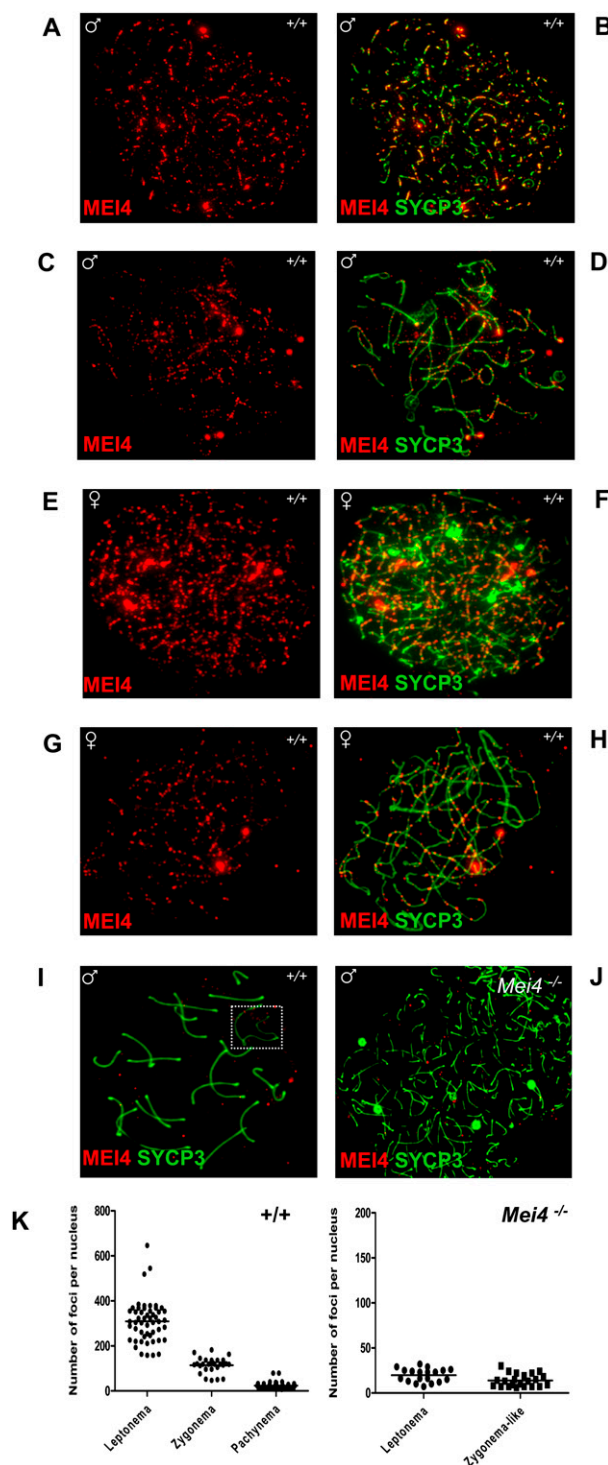 A ♂ +/+ MEI4
♂ +/+ MEI4 SYCP3 B
C ♂ +/+ MEI4
♂ +/+ MEI4 SYCP3 D
E ♀ +/+ MEI4
♀ +/+ MEI4 SYCP3 F
G ♀ +/+ MEI4
♀ +/+ MEI4 SYCP3 H
I ♂ +/+ MEI4 SYCP3
♂ Mei4 -/- MEI4 SYCP3 J
K
+/+
Number of foci per nucleus
800
600
400
200
0
Leptonema
Zygonema
Pachynema
Mei4 -/-
Number of foci per nucleus
200
150
100
50
0
Leptonema
Zygonema-like